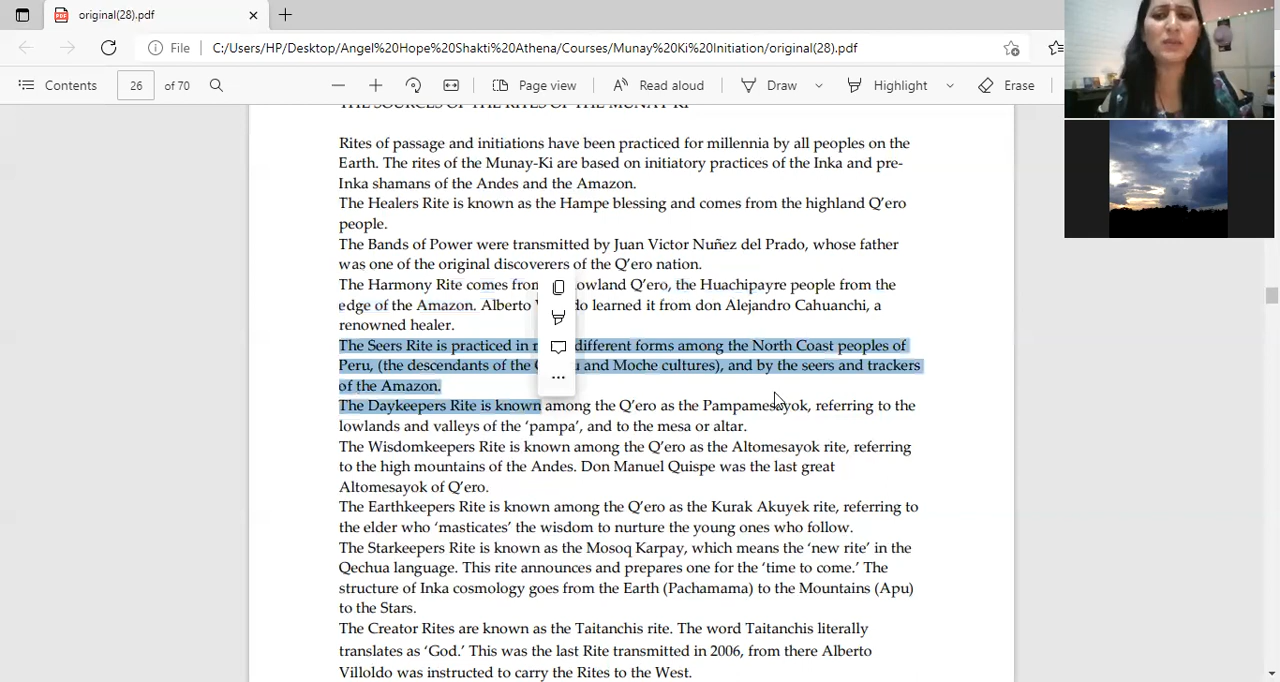 original(28).pdf
File C:/Users/HP/Desktop/Angel%20Hope%20Shakti%20Athena/Courses/Munay%20Ki%20Initiation/original(28).pdf
Contents 26 of 70 Page view Read aloud Draw Highlight Erase
THE SOURCES OF THE RITES OF THE MUNAY-KI
Rites of passage and initiations have been practiced for millennia by all peoples on the
Earth. The rites of the Munay-Ki are based on initiatory practices of the Inka and pre-
Inka shamans of the Andes and the Amazon.
The Healers Rite is known as the Hampe blessing and comes from the highland Q’ero
people.
The Bands of Power were transmitted by Juan Victor Nuñez del Prado, whose father
was one of the original discoverers of the Q’ero nation.
The Harmony Rite comes from owland Q’ero, the Huachipayre people from the
edge of the Amazon. Alberto do learned it from don Alejandro Cahuanchi, a
renowned healer.
The Seers Rite is practiced in different forms among the North Coast peoples of
Peru, (the descendants of the and Moche cultures), and by the seers and trackers
of the Amazon.
The Daykeepers Rite is known among the Q’ero as the Pampamesayok, referring to the
lowlands and valleys of the ‘pampa’, and to the mesa or altar.
The Wisdomkeepers Rite is known among the Q’ero as the Altomesayok rite, referring
to the high mountains of the Andes. Don Manuel Quispe was the last great
Altomesayok of Q’ero.
The Earthkeepers Rite is known among the Q’ero as the Kurak Akuyek rite, referring to
the elder who ‘masticates’ the wisdom to nurture the young ones who follow.
The Starkeepers Rite is known as the Mosoq Karpay, which means the ‘new rite’ in the
Qechua language. This rite announces and prepares one for the ‘time to come.’ The
structure of Inka cosmology goes from the Earth (Pachamama) to the Mountains (Apu)
to the Stars.
The Creator Rites are known as the Taitanchis rite. The word Taitanchis literally
translates as ‘God.’ This was the last Rite transmitted in 2006, from there Alberto
Villoldo was instructed to carry the Rites to the West.